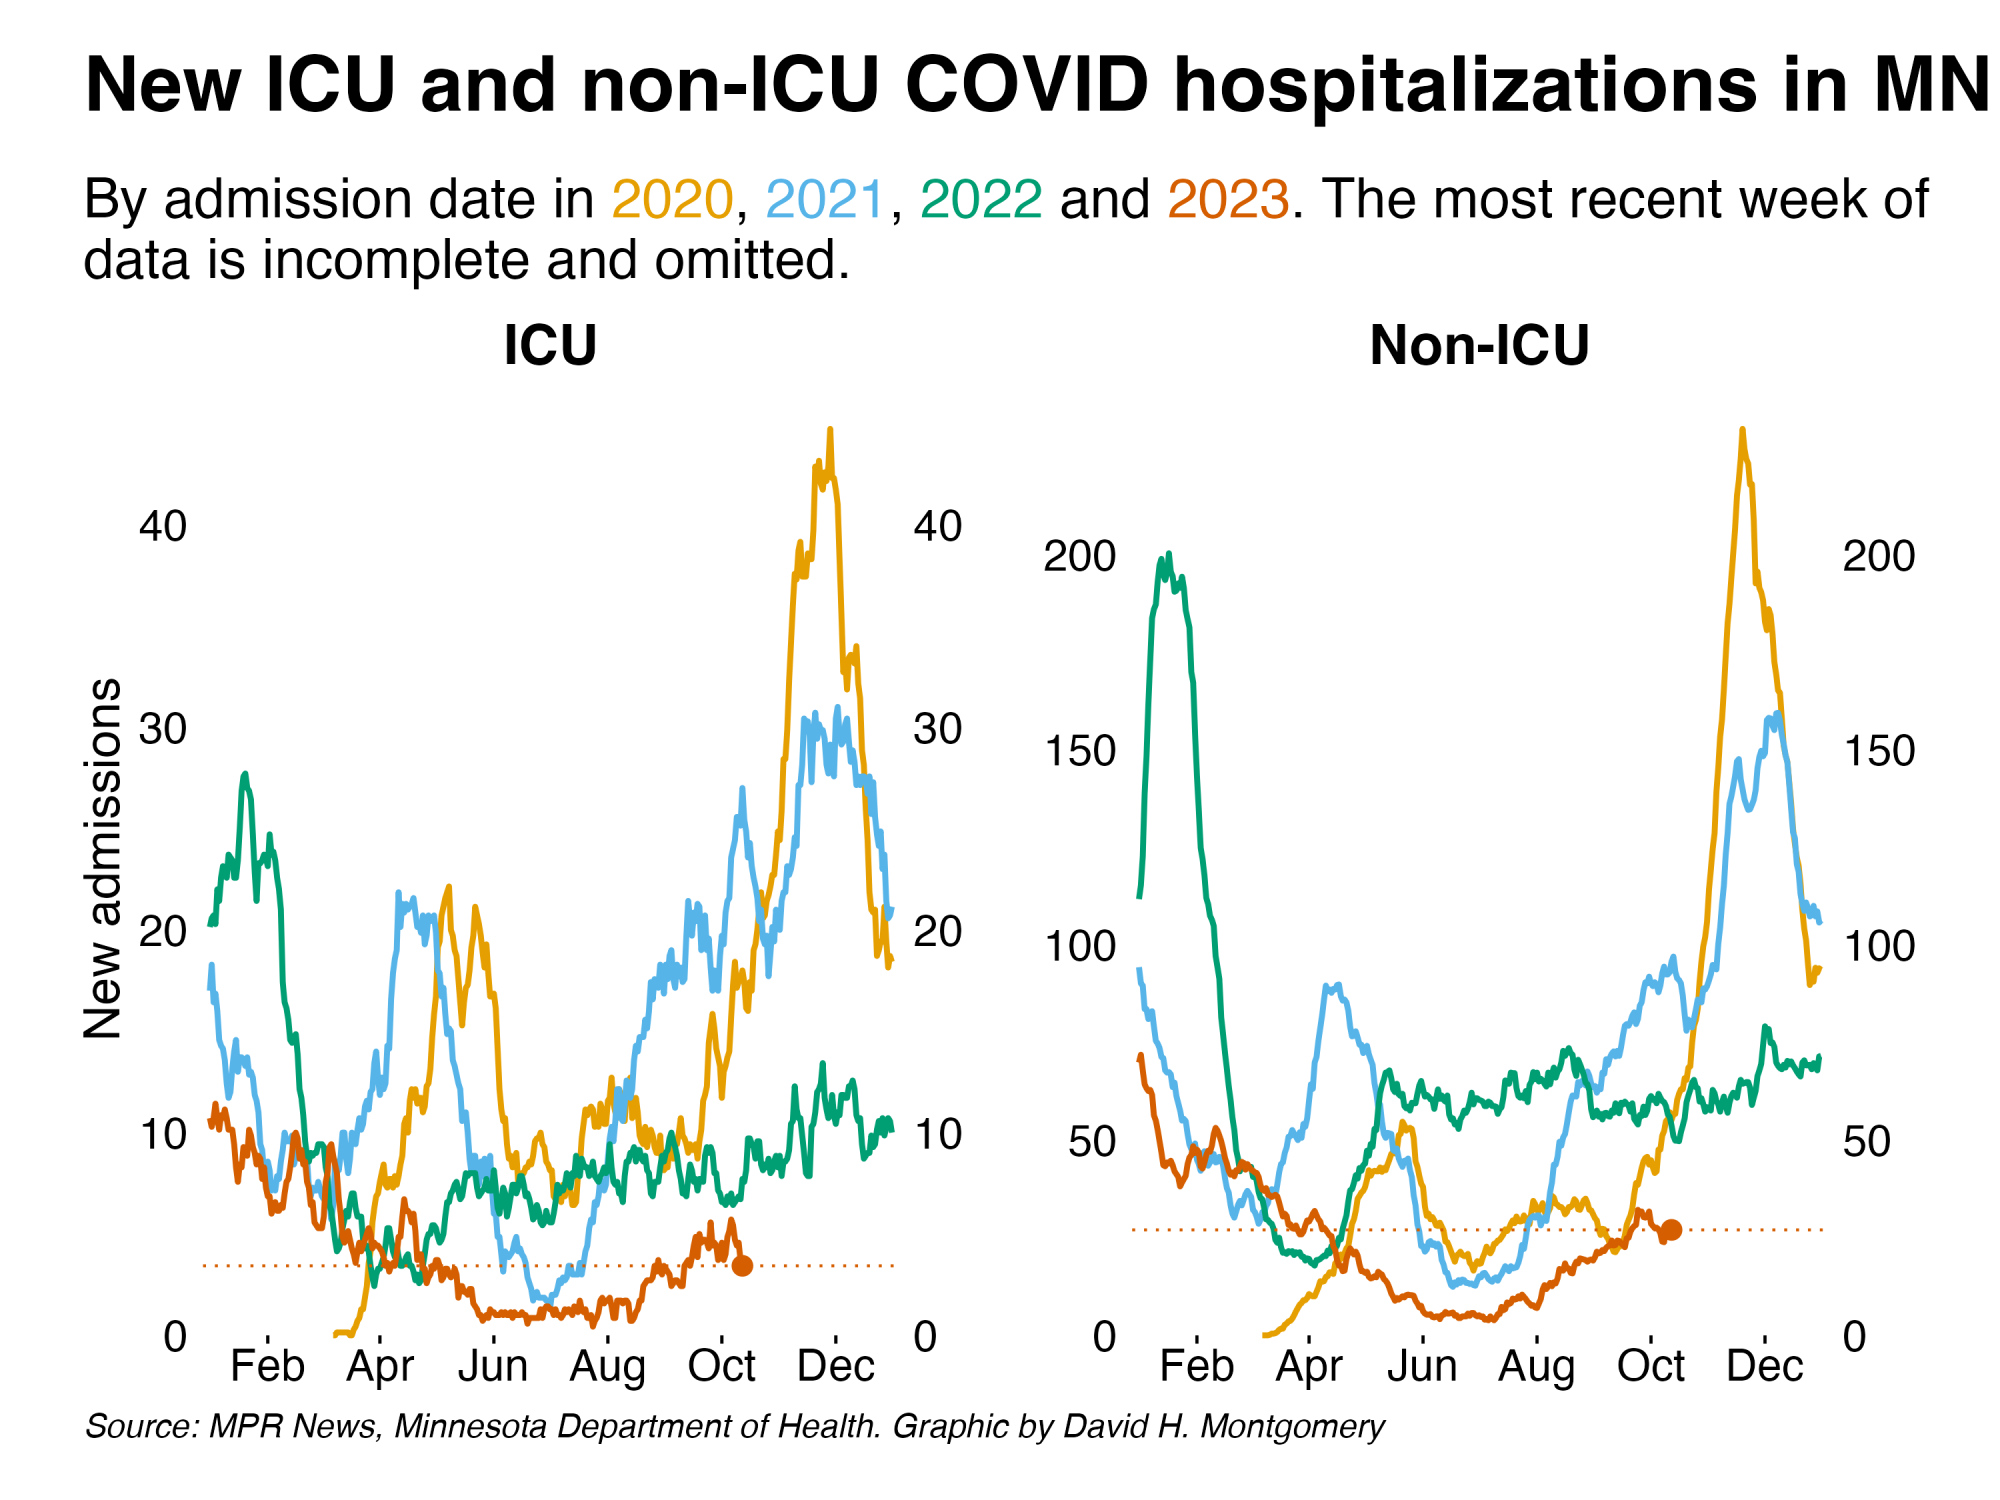 New ICU and non-ICU COVID hospitalizations in MN
By admission date in 2020, 2021, 2022 and 2023. The most recent week of
data is incomplete and omitted.
ICU
Non-ICU
New admissions
40
30
20
10
0
40
30
20
10
0
Feb Apr Jun Aug Oct Dec
200
150
100
50
0
200
150
100
50
0
Feb Apr Jun Aug Oct Dec
Source: MPR News, Minnesota Department of Health. Graphic by David H. Montgomery